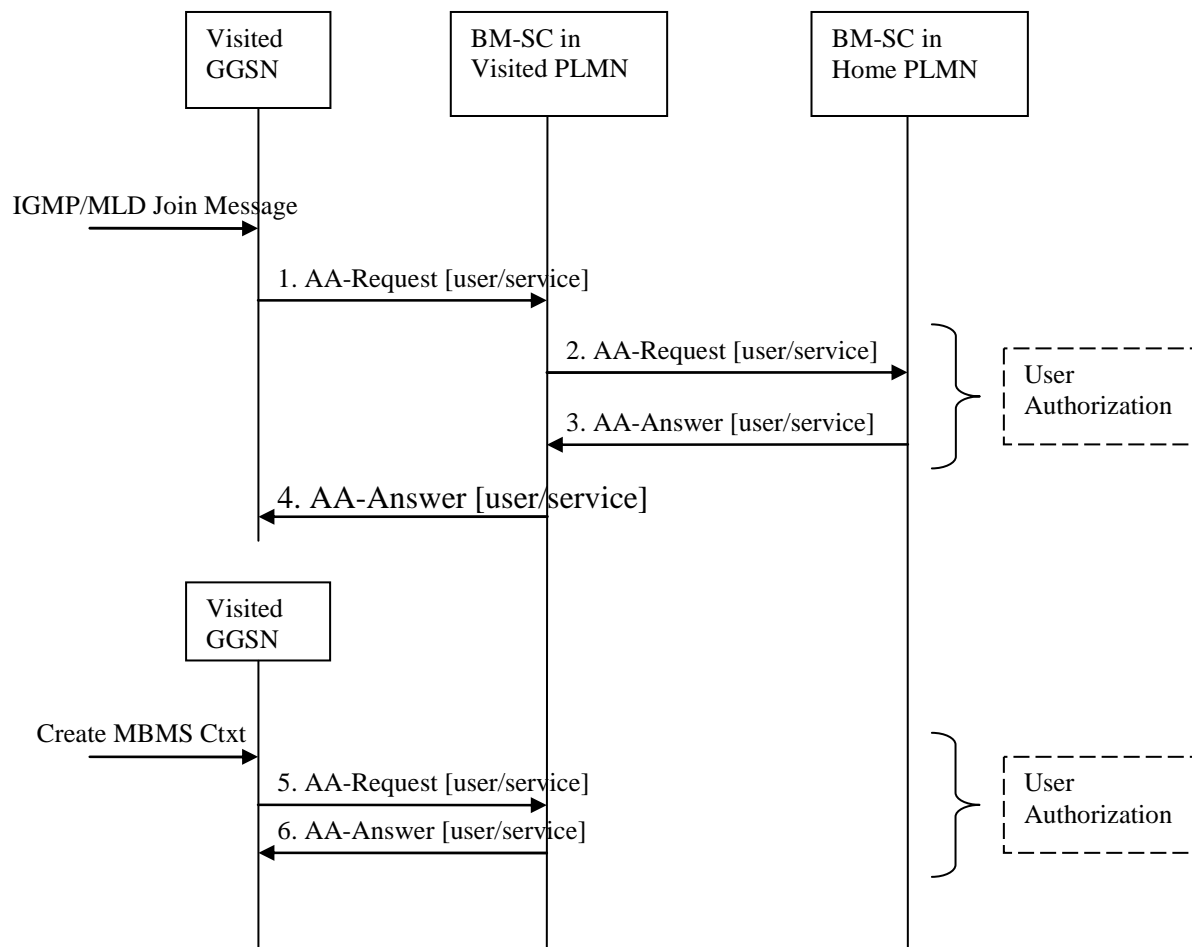 Visited
GGSN
BM-SC in
Visited PLMN
BM-SC in
Home PLMN
IGMP/MLD Join Message
1. AA-Request [user/service]
2. AA-Request [user/service]
User
Authorization
3. AA-Answer [user/service]
4. AA-Answer [user/service]
Visited
GGSN
Create MBMS Ctxt
5. AA-Request [user/service]
User
Authorization
6. AA-Answer [user/service]